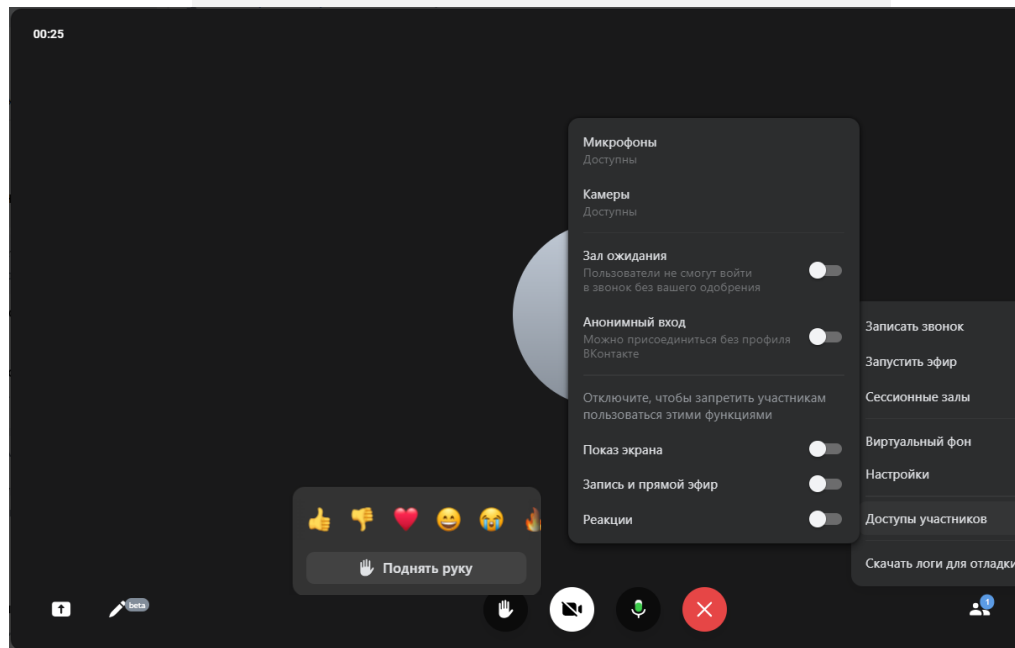 00:25
Микрофоны
Доступны
Камеры
Доступны
Зал ожидания
Пользователи не смогут войти
в звонок без вашего одобрения
Анонимный вход
Можно присоединиться без профиля
ВКонтакте
Отключите, чтобы запретить участникам
пользоваться этими функциями
Показ экрана
Запись и прямой эфир
Реакции
Записать звонок
Запустить эфир
Сессионные залы
Виртуальный фон
Настройки
Доступы участников
Скачать логи для отладки
Поднять руку
beta
1